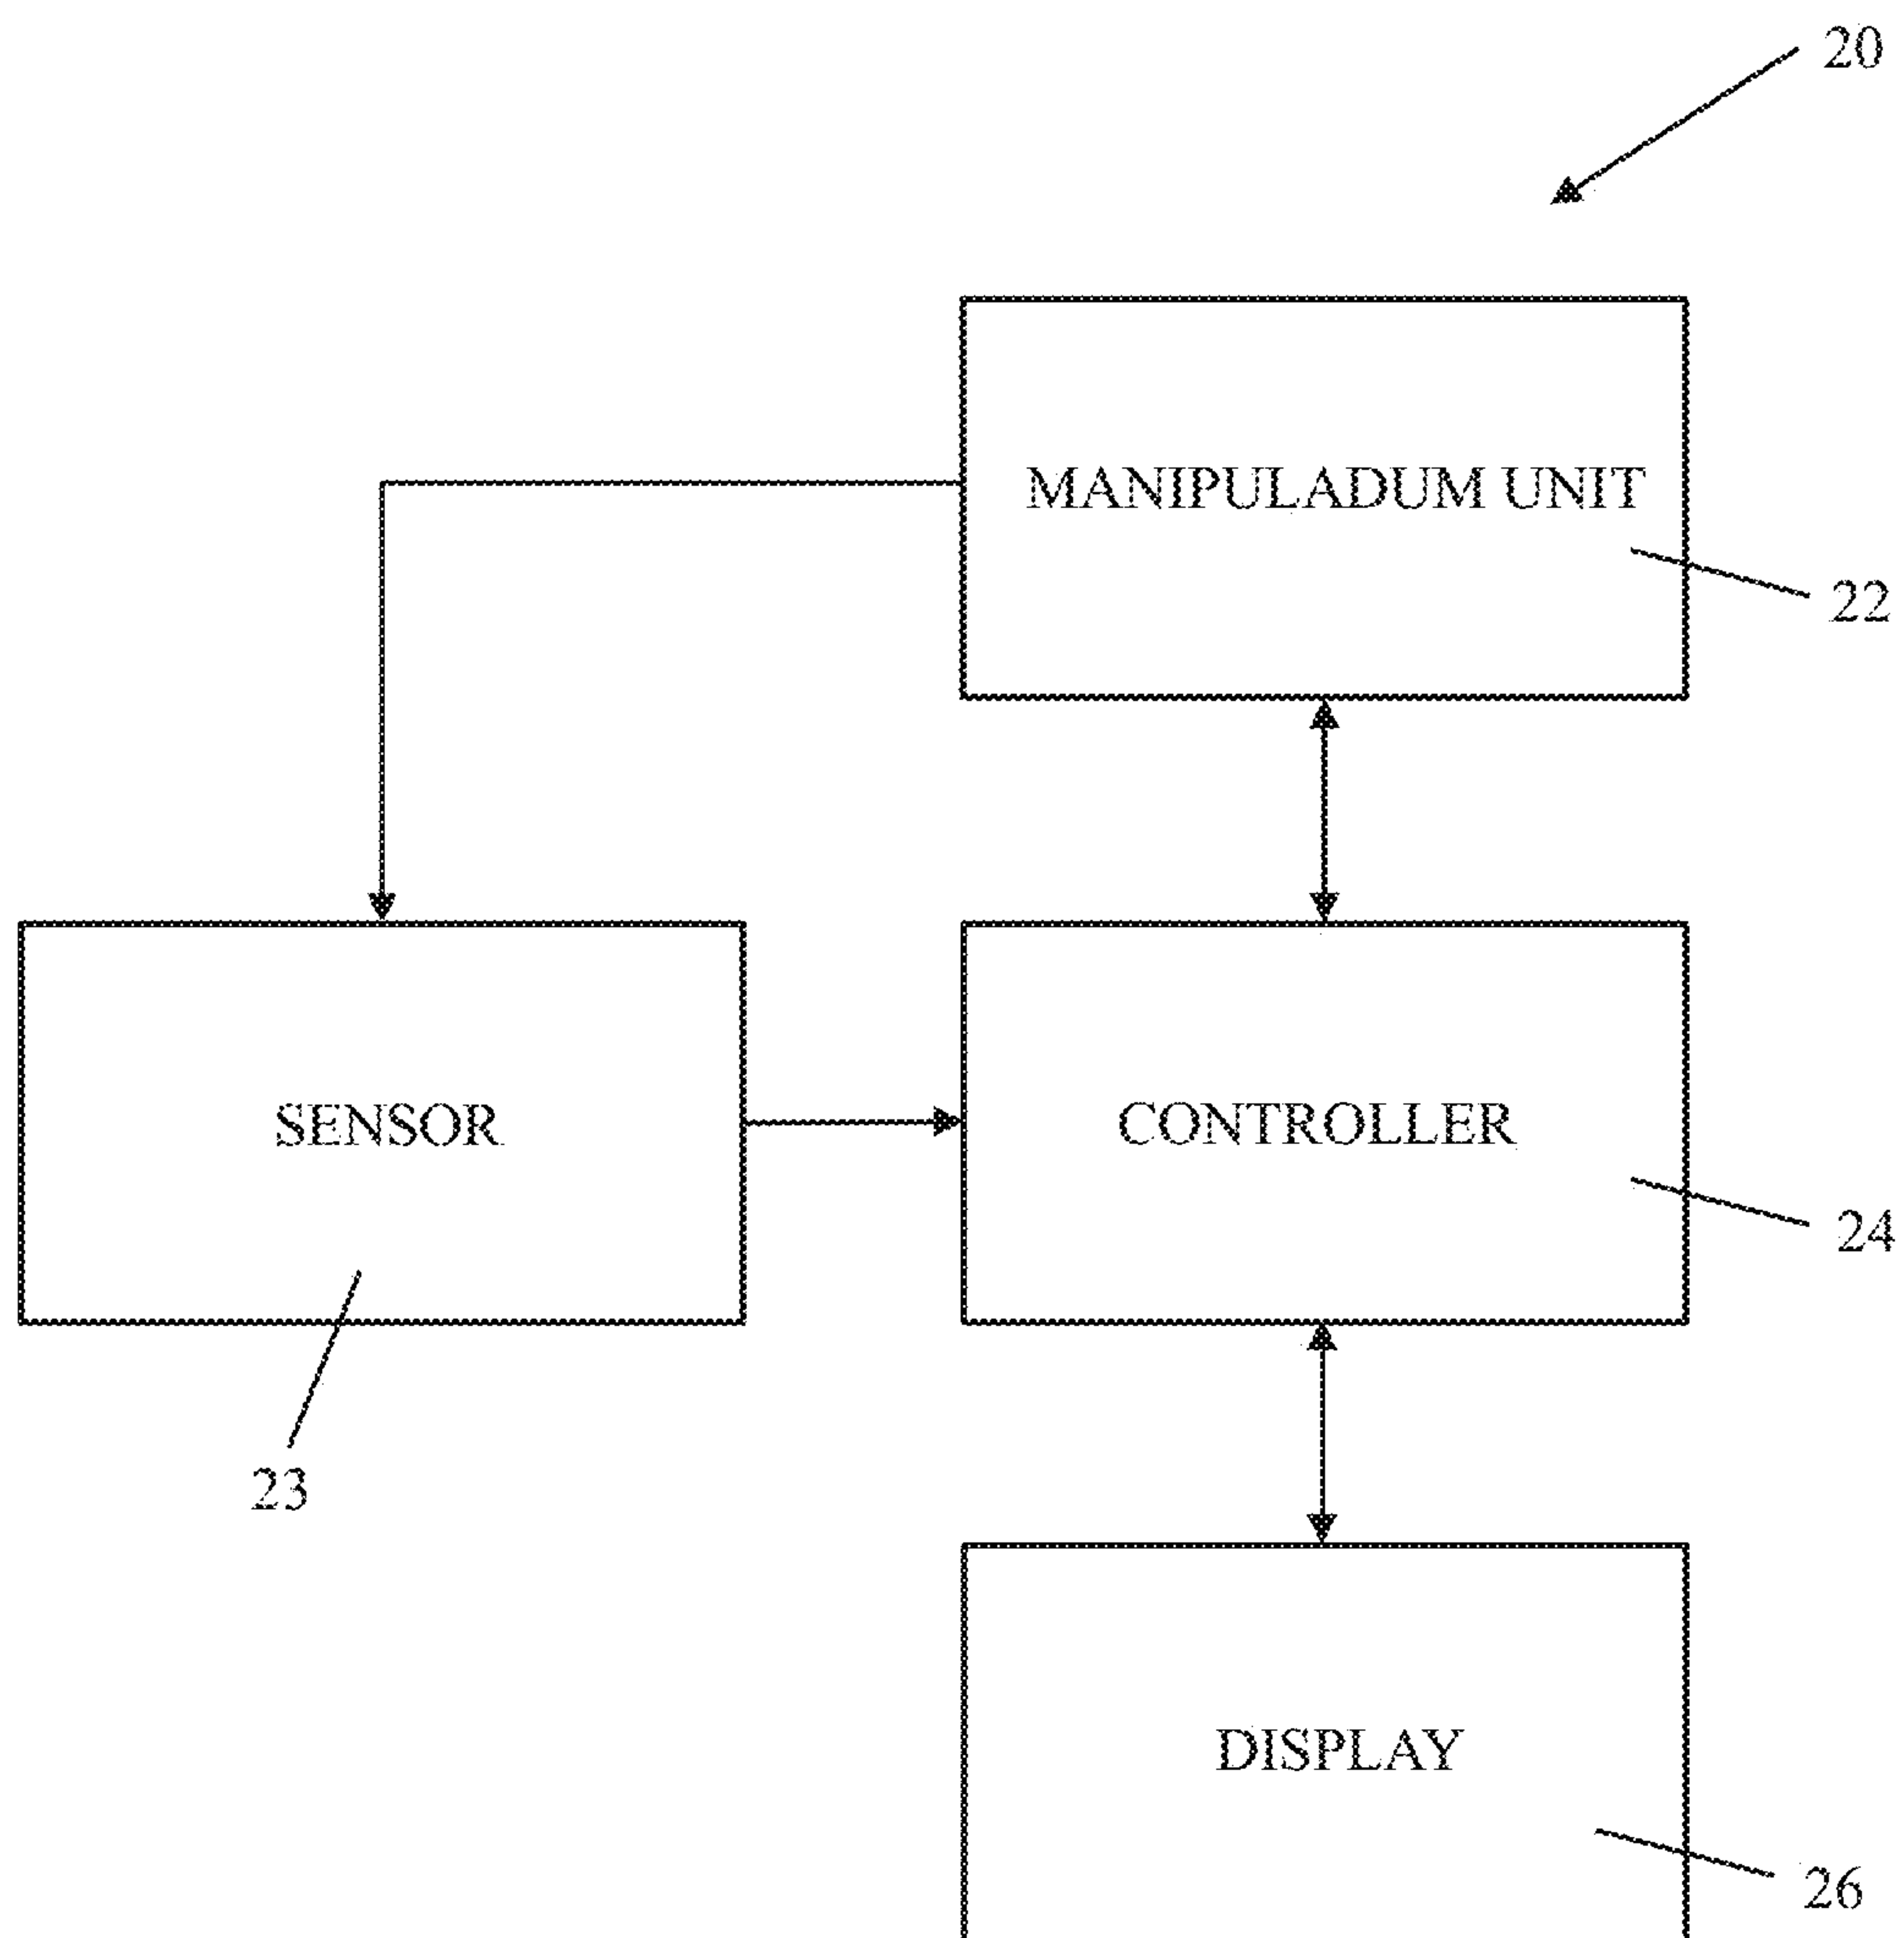 20
MANIPULADUM UNIT
22
SENSOR
CONTROLLER
24
23
DISPLAY
26